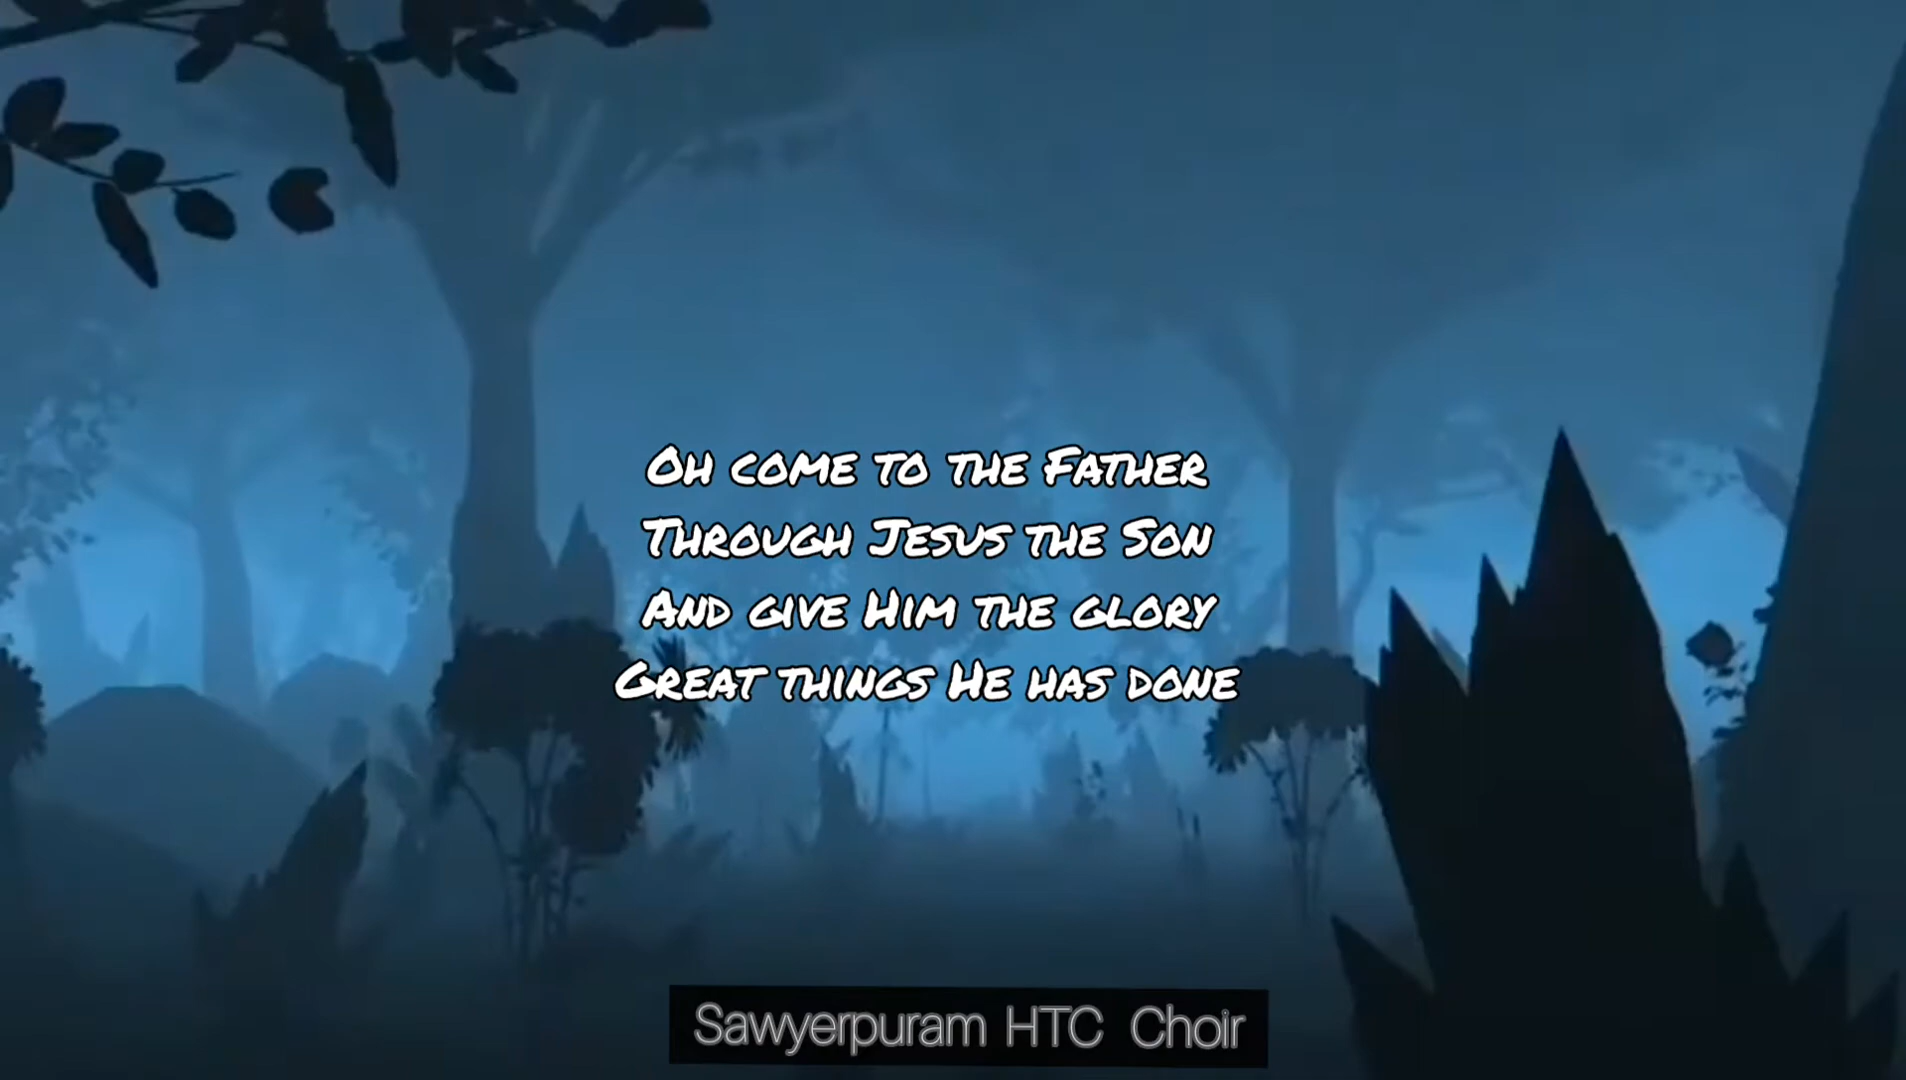 Oh come to the Father
Through Jesus the Son
And give Him the glory
Great things He has done
Sawyerpuram HTC Choir